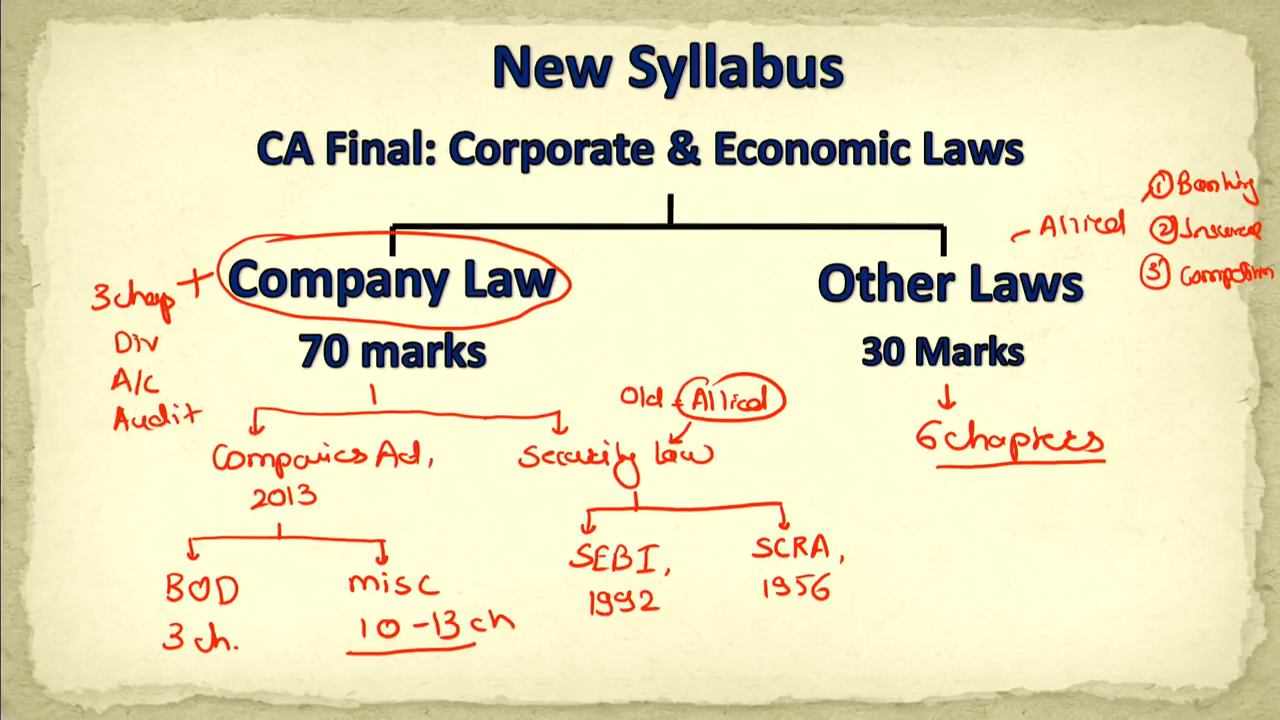 New Syllabus
CA Final: Corporate & Economic Laws
Company Law
70 marks
Other Laws
30 Marks
Allied
① Banking
②
③
3 chap +
Div
A/C
Audit
Old - Allied
Companies Act,
2013
Security law
6 chapters
BOD
3 ch.
misc
10-13 ch
SEBI,
1992
SCRA,
1956